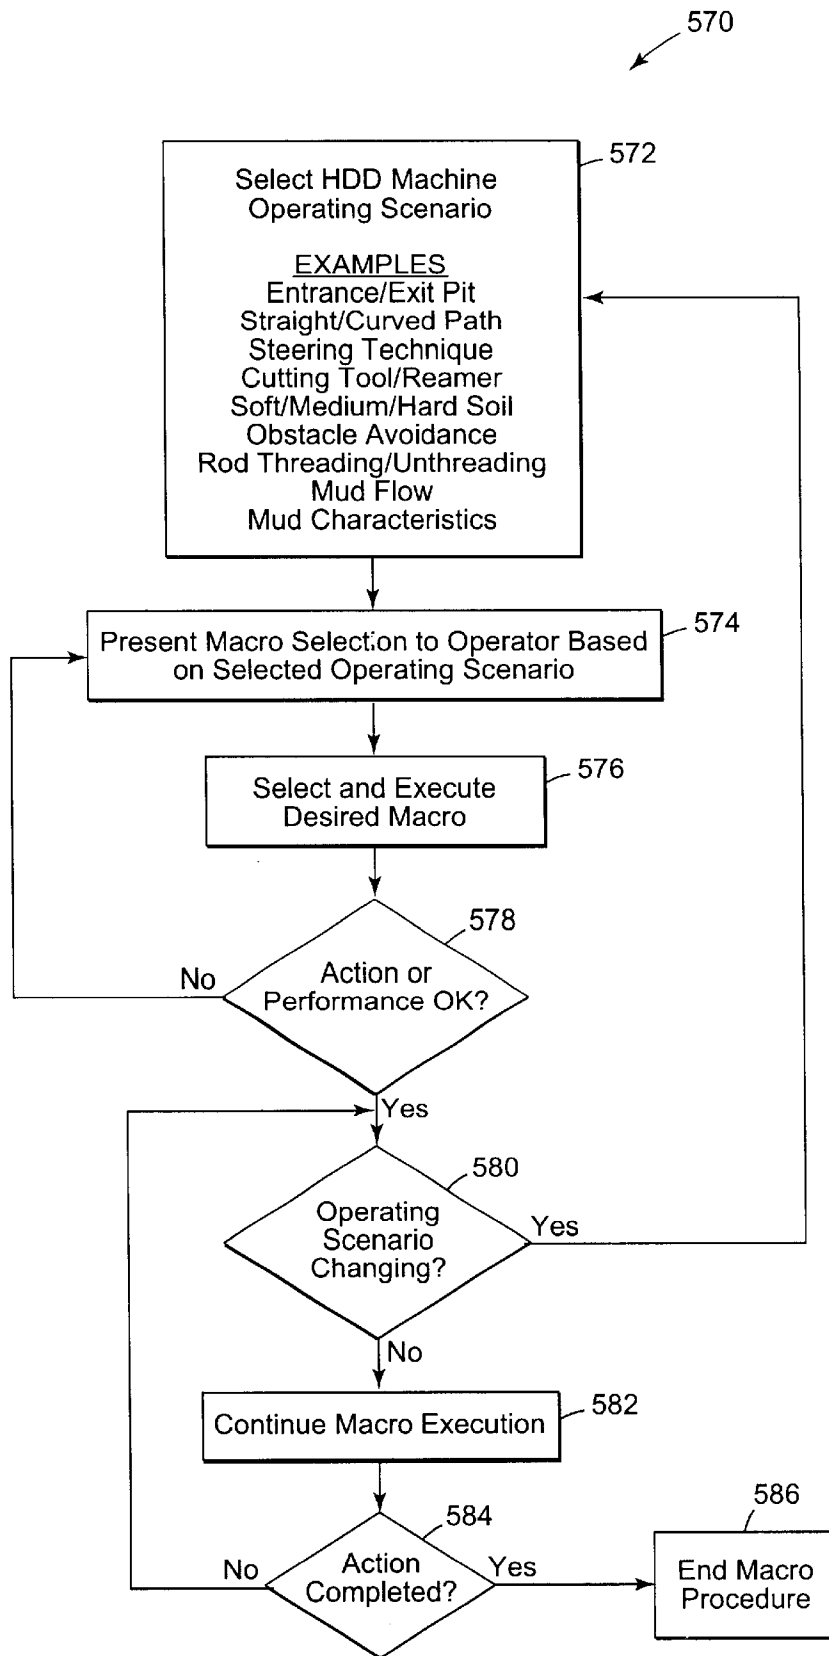 570
572
Select HDD Machine
Operating Scenario
EXAMPLES
Entrance/Exit Pit
Straight/Curved Path
Steering Technique
Cutting Tool/Reamer
Soft/Medium/Hard Soil
Obstacle Avoidance
Rod Threading/Unthreading
Mud Flow
Mud Characteristics
574
Present Macro Selection to Operator Based
on Selected Operating Scenario
576
Select and Execute
Desired Macro
578
Action or
Performance OK?
No
Yes
580
Operating
Scenario
Changing?
Yes
No
582
Continue Macro Execution
584
Action
Completed?
No
Yes
586
End Macro
Procedure